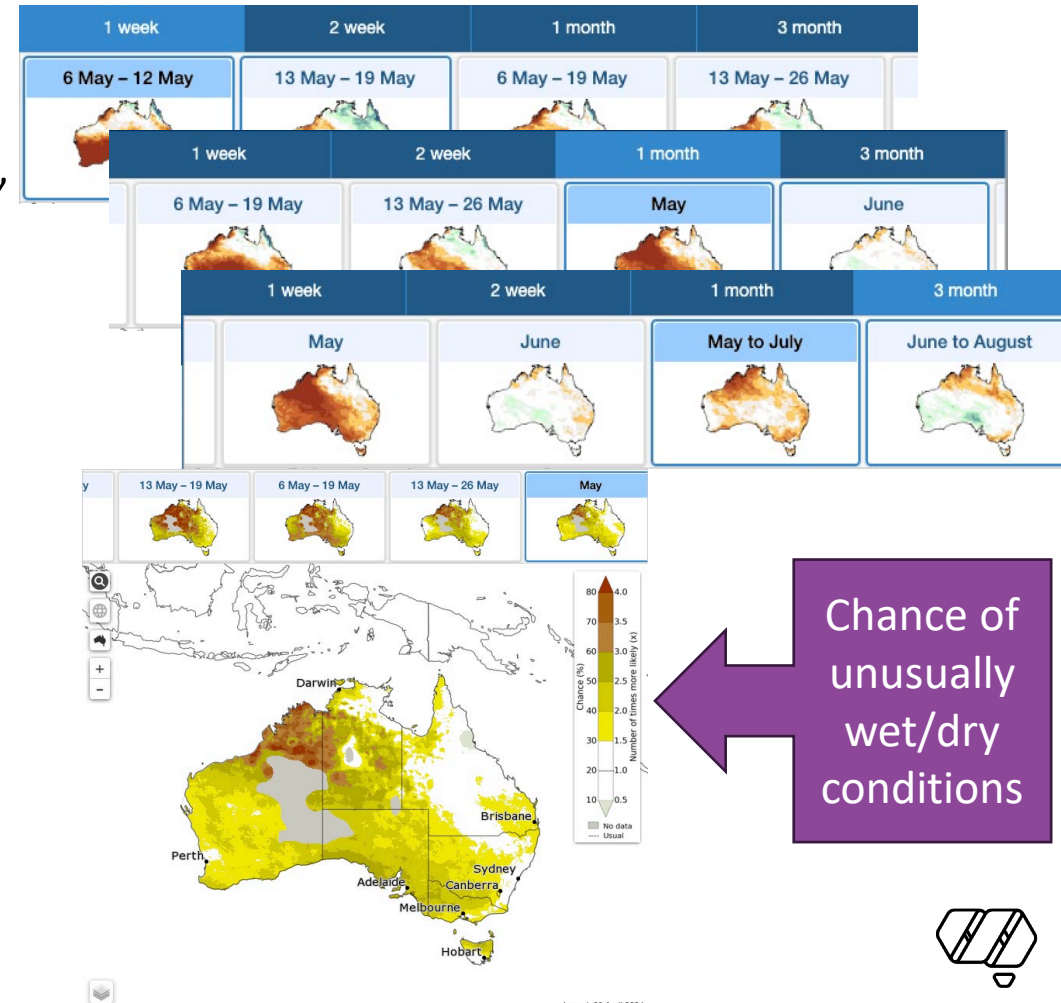 1 week 2 week 1 month 3 month
6 May – 12 May 13 May – 19 May 6 May – 19 May 13 May – 26 May
1 week 2 week 1 month 3 month
6 May – 19 May 13 May – 26 May May June
1 week 2 week 1 month 3 month
May June May to July June to August
y 13 May – 19 May 6 May – 19 May 13 May – 26 May May
80 4.0
70 3.5
60 3.0
50 2.5
40 2.0
30 1.5
20 1.0
10 0.5
Chance (%)
Number of times more likely (x)
No data
Usual
+
-
Darwin
Brisbane
Perth
Sydney
Adelaide
Canberra
Melbourne
Hobart
Chance of
unusually
wet/dry
conditions